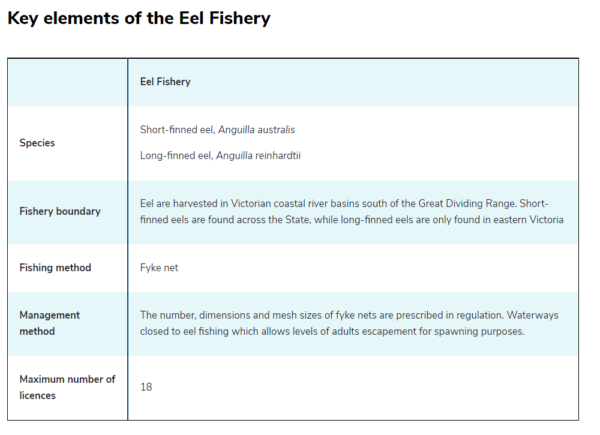 Key elements of the Eel Fishery
Eel Fishery
Species
Short-finned eel, Anguilla australis
Long-finned eel, Anguilla reinhardtii
Fishery boundary
Eel are harvested in Victorian coastal river basins south of the Great Dividing Range. Short-
finned eels are found across the State, while long-finned eels are only found in eastern Victoria
Fishing method
Fyke net
Management
method
The number, dimensions and mesh sizes of fyke nets are prescribed in regulation. Waterways
closed to eel fishing which allows levels of adults escapement for spawning purposes.
Maximum number of
licences
18